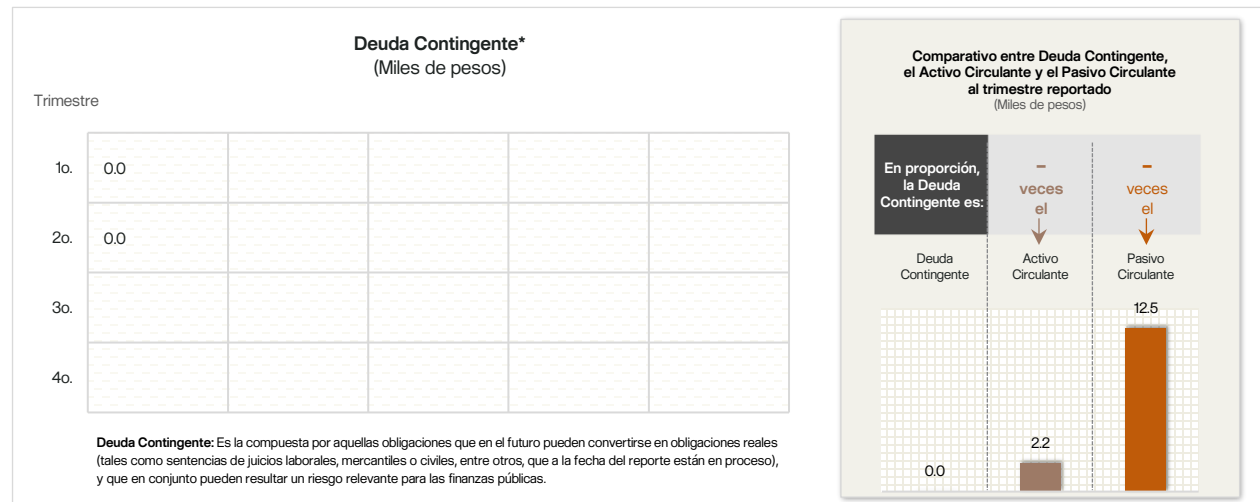 Deuda Contingente*
(Miles de pesos)
Trimestre
1o. 0.0
2o. 0.0
3o.
4o.
Deuda Contingente: Es la compuesta por aquellas obligaciones que en el futuro pueden convertirse en obligaciones reales
(tales como sentencias de juicios laborales, mercantiles o civiles, entre otros, que a la fecha del reporte están en proceso),
y que en conjunto pueden resultar un riesgo relevante para las finanzas públicas.
Comparativo entre Deuda Contingente,
el Activo Circulante y el Pasivo Circulante
al trimestre reportado
(Miles de pesos)
En proporción,
la Deuda
Contingente es:
–
veces
el
–
veces
el
Deuda
Contingente
Activo
Circulante
Pasivo
Circulante
0.0
2.2
12.5